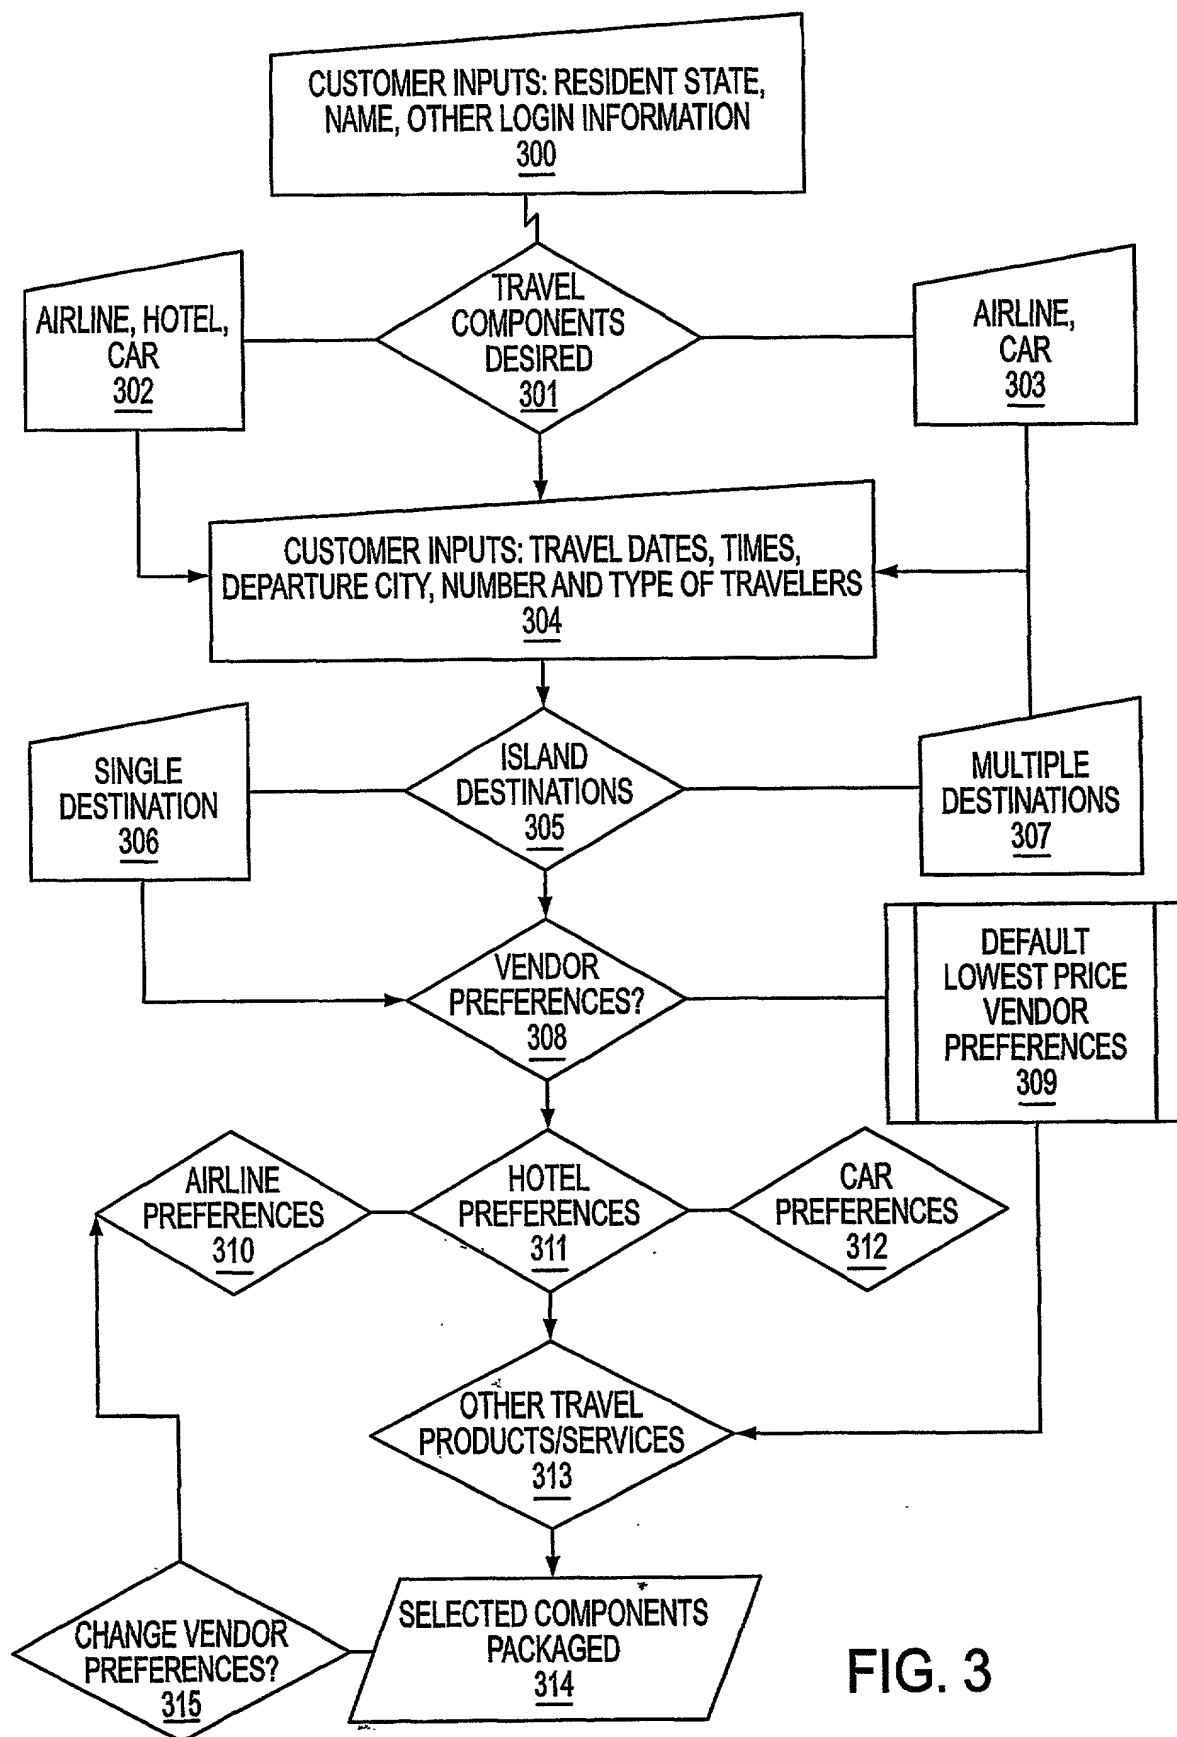 CUSTOMER INPUTS: RESIDENT STATE,
NAME, OTHER LOGIN INFORMATION
300
TRAVEL
COMPONENTS
DESIRED
301
AIRLINE, HOTEL,
CAR
302
AIRLINE,
CAR
303
CUSTOMER INPUTS: TRAVEL DATES, TIMES,
DEPARTURE CITY, NUMBER AND TYPE OF TRAVELERS
304
ISLAND
DESTINATIONS
305
SINGLE
DESTINATION
306
MULTIPLE
DESTINATIONS
307
VENDOR
PREFERENCES?
308
DEFAULT
LOWEST PRICE
VENDOR
PREFERENCES
309
AIRLINE
PREFERENCES
310
HOTEL
PREFERENCES
311
CAR
PREFERENCES
312
OTHER TRAVEL
PRODUCTS/SERVICES
313
SELECTED COMPONENTS
PACKAGED
314
CHANGE VENDOR
PREFERENCES?
315
FIG. 3